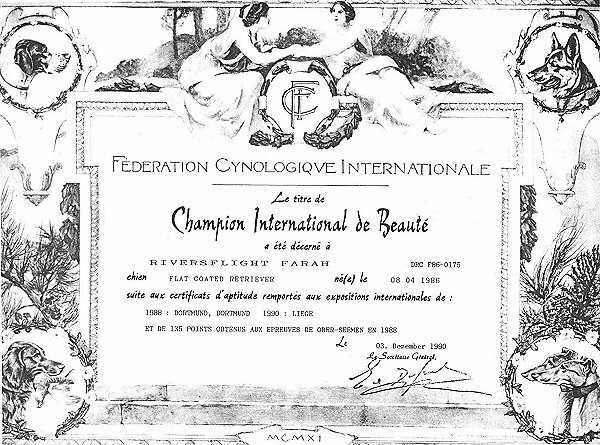 FCI
FÉDERATION CYNOLOGIQVE INTERNATIONALE
Le titre de
Champion International de Beauté
a été décerné à
RIVERSFLIGHT FARAH DRC F86-0175
chien FLAT COATED RETRIEVER né(e) le 08 04 1986
suite aux certificats d'aptitude remportés aux expositions internationales de :
1988 : DORTMUND, DORTMUND 1990 : LIEGE
ET DE 135 POINTS OBTENUS AUX EPREUVES DE OBER-SEEMEN EN 1988
Le 03. Dezember 1990
Le Secrétaire Général,
MCMXI